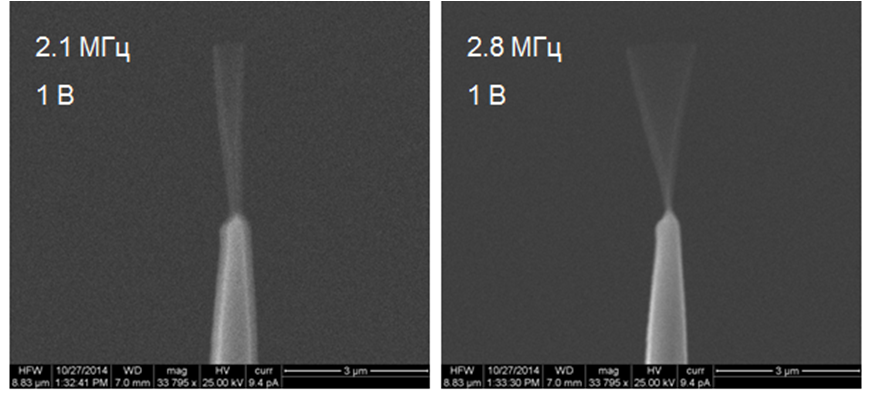 2.1 МГц
1 В
HFW 10/27/2014 WD mag HV curr 3 µm
8.83 µm 1:32:41 PM 7.0 mm 33 795 x 25.00 kV 9.4 pA
2.8 МГц
1 В
HFW 10/27/2014 WD mag HV curr 3 µm
8.83 µm 1:33:30 PM 7.0 mm 33 795 x 25.00 kV 9.4 pA